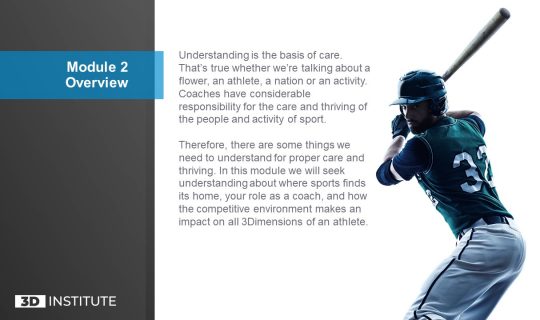 Module 2
Overview
Understanding is the basis of care.
That's true whether we're talking about a
flower, an athlete, a nation or an activity.
Coaches have considerable
responsibility for the care and thriving of
the people and activity of sport.
Therefore, there are some things we
need to understand for proper care and
thriving. In this module we will seek
understanding about where sports finds
its home, your role as a coach, and how
the competitive environment makes an
impact on all 3Dimensions of an athlete.
32
3D INSTITUTE